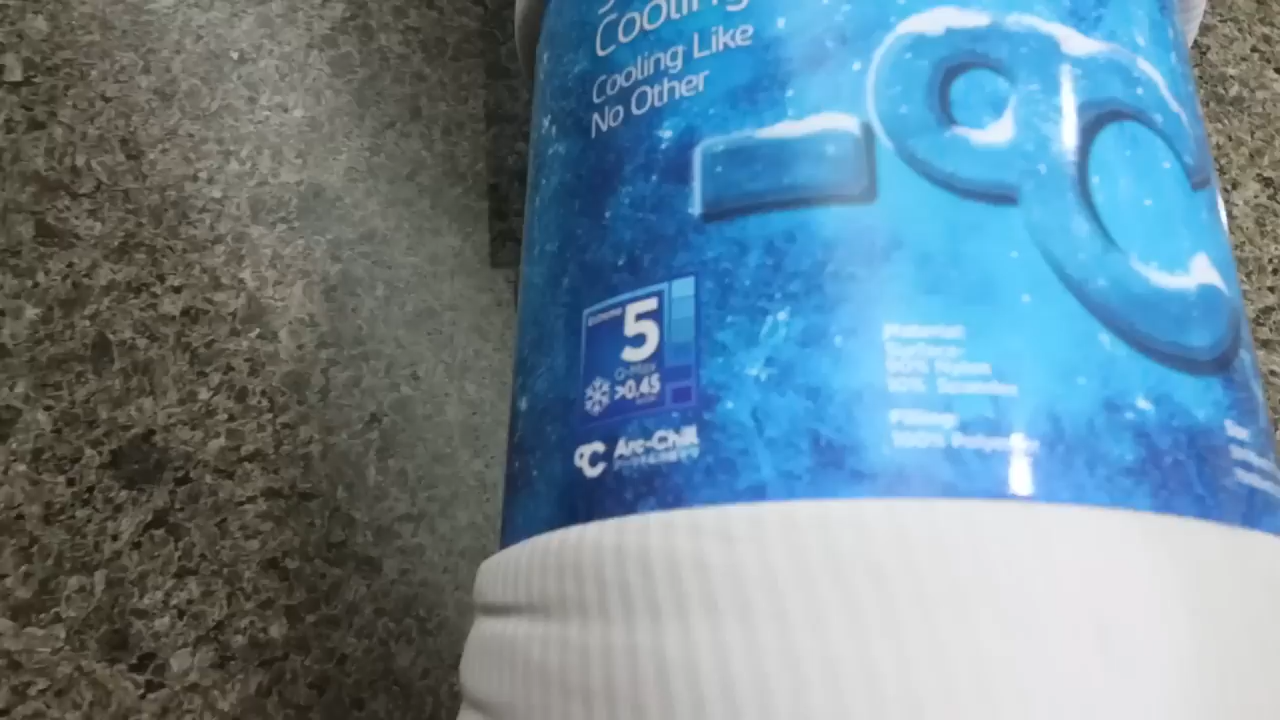 Cooling
Cooling Like
No Other
-°C
Extreme
5
Q-Max
>0.45
°C Arc-Chill
Material:
Surface:
90% Nylon
10% Spandex
Filling:
100% Polyester